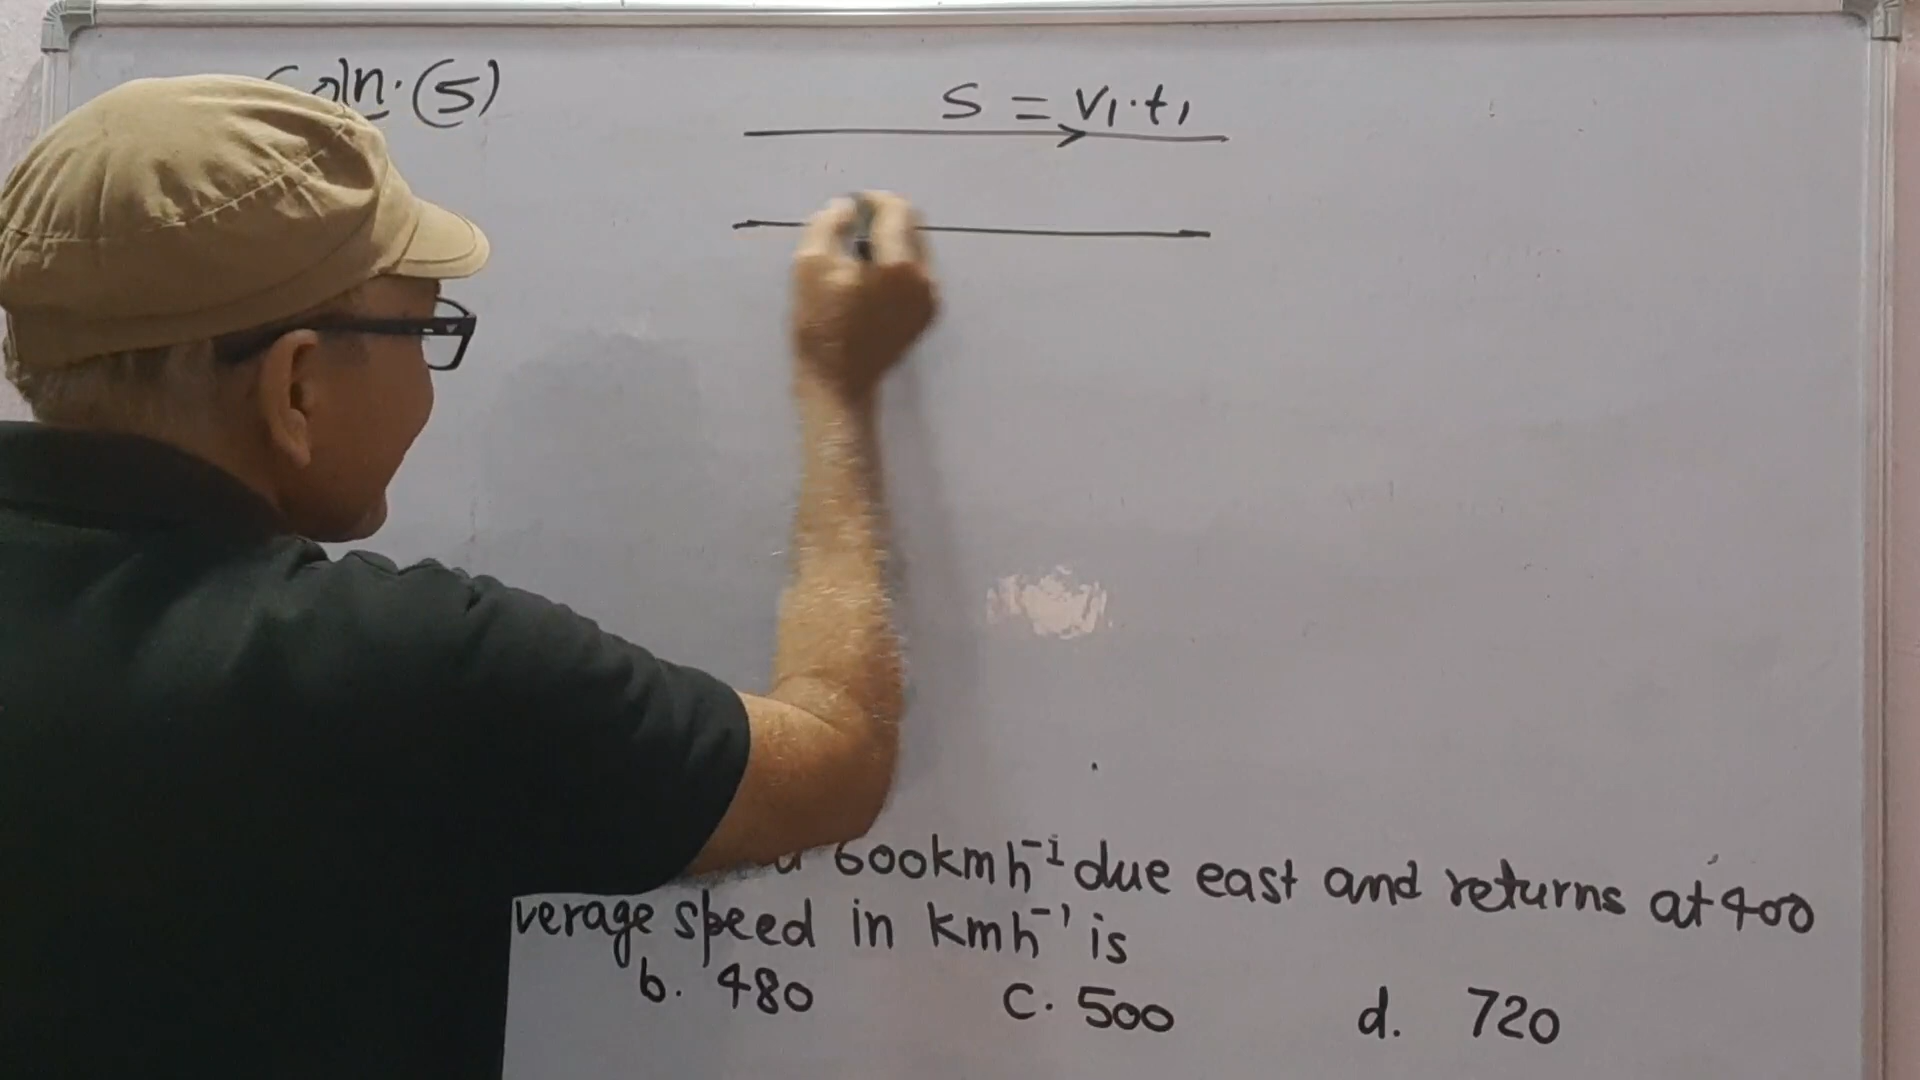 Soln. (5)
S = V1.t1
600kmh⁻¹ due east and returns at 400
verage speed in kmh⁻¹ is
b. 480 C. 500 d. 720